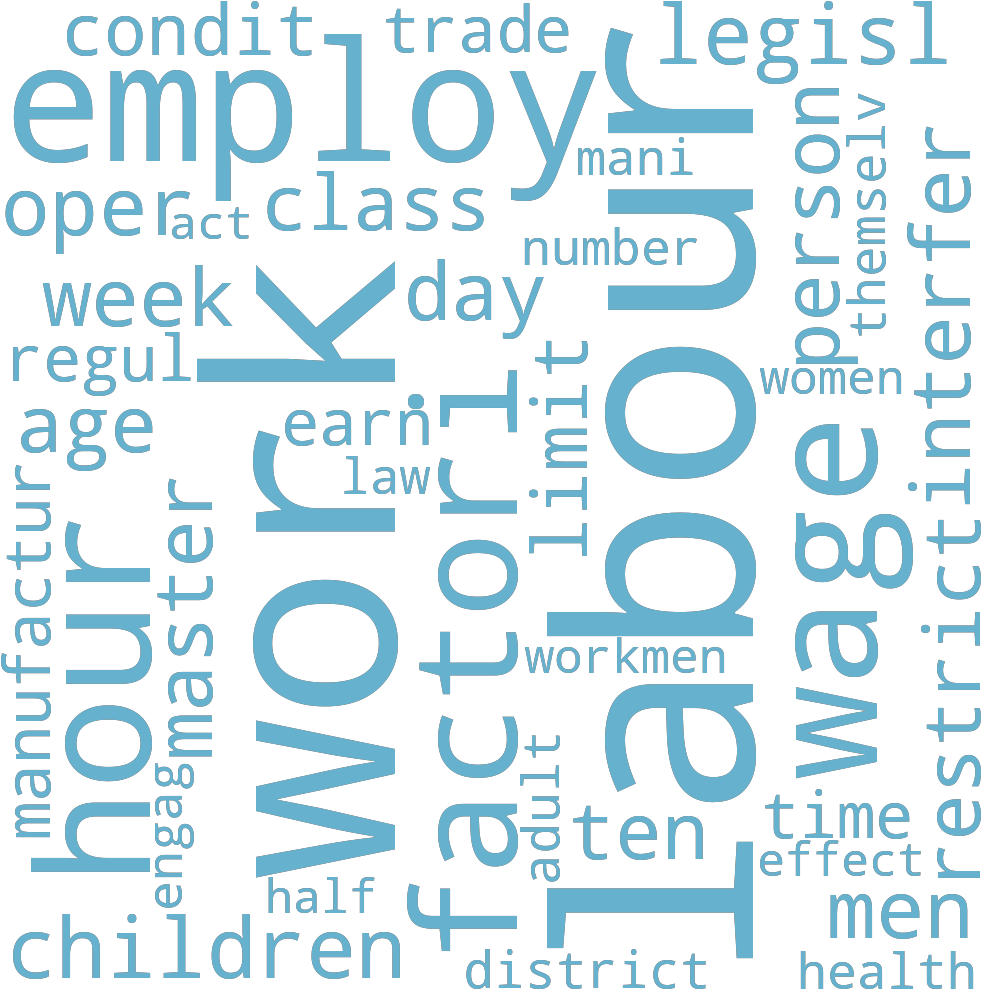 condit
trade
legisl
employ
mani
person
themselv
oper
act
class
number
interfer
week
day
regul
work
labour
women
age
earn
limit
law
factori
wage
manufactur
hour
master
workmen
restrict
engag
adult
ten
time
effect
half
men
children
district
health